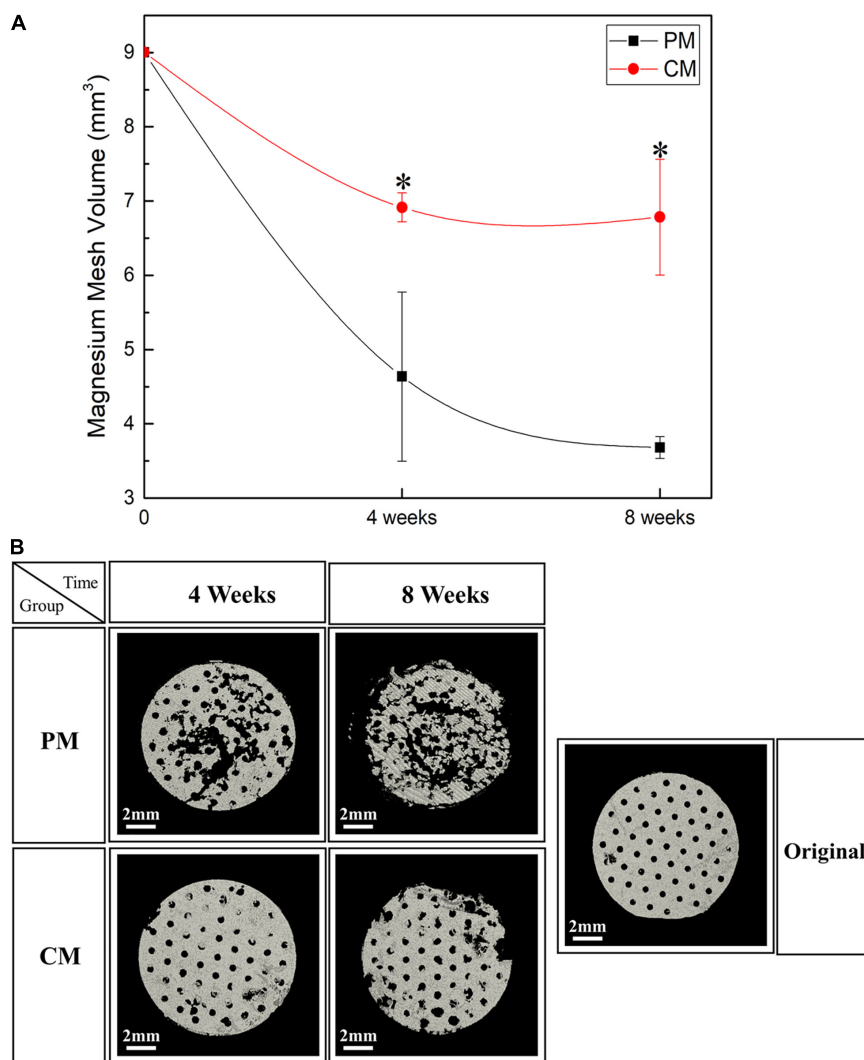 A
PM
CM
Magnesium Mesh Volume (mm³)
9
8
7
6
5
4
3
*
*
0
4 weeks
8 weeks
B
Time
Group
4 Weeks
8 Weeks
PM
2mm
2mm
CM
2mm
2mm
2mm
Original